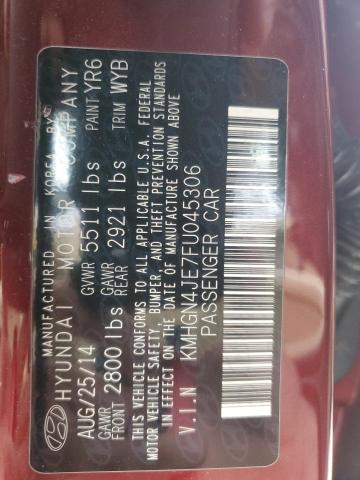 MANUFACTURED IN KOREA BY
HYUNDAI MOTOR COMPANY
AUG/25/14 GVWR 5511 lbs PAINT YR6
GAWR FRONT 2800 lbs GAWR REAR 2921 lbs TRIM WYB
THIS VEHICLE CONFORMS TO ALL APPLICABLE U.S.A. FEDERAL
MOTOR VEHICLE SAFETY, BUMPER, AND THEFT PREVENTION STANDARDS
IN EFFECT ON THE DATE OF MANUFACTURE SHOWN ABOVE
V.I.N KMHGN4JE7FU045306
PASSENGER CAR